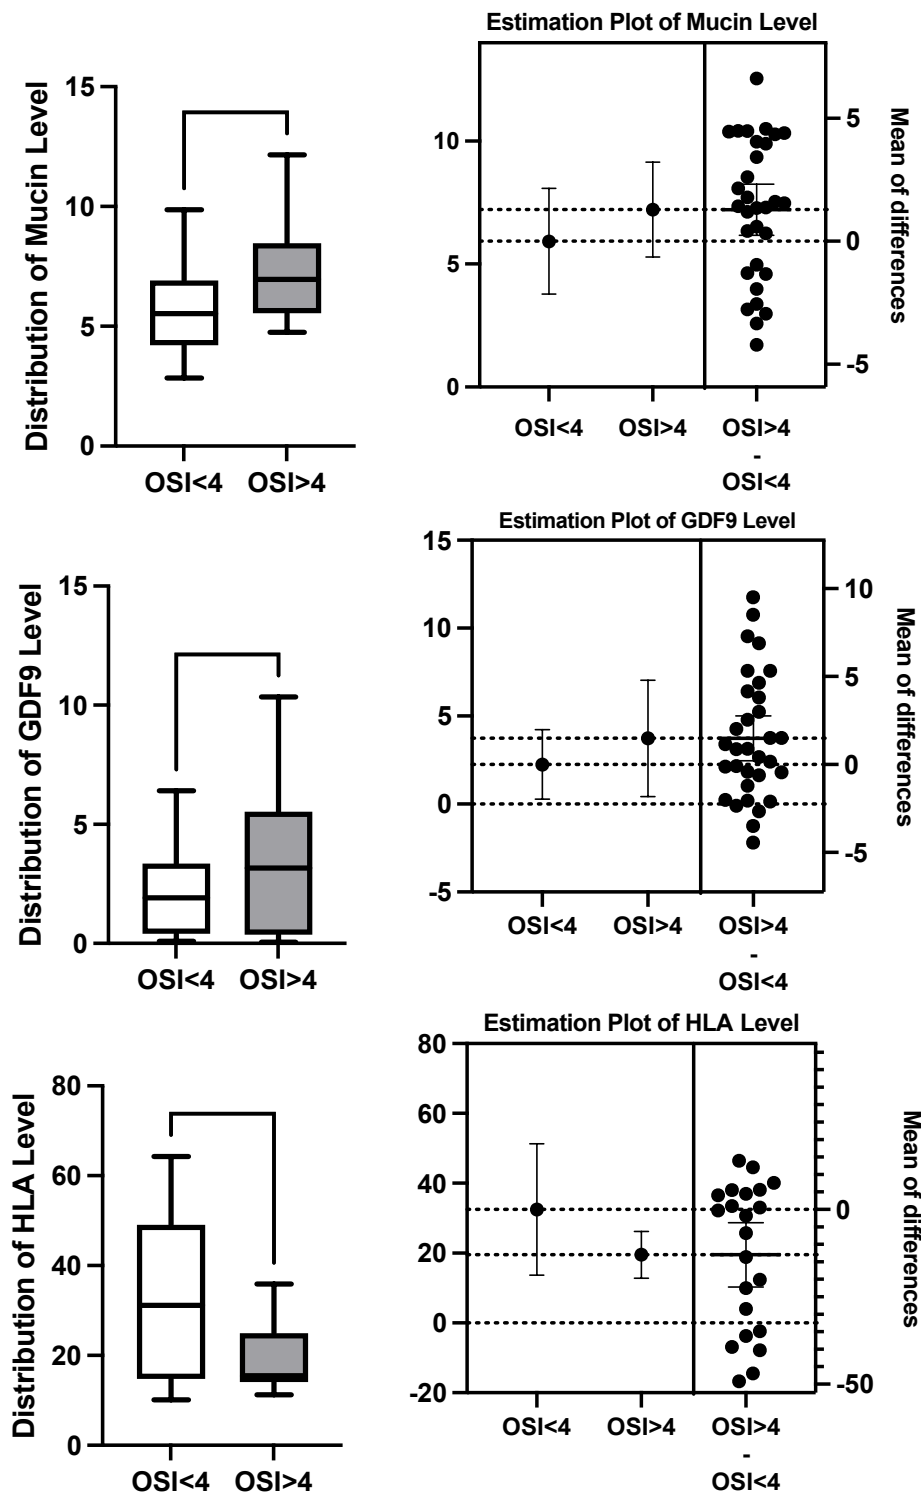 Estimation Plot of Mucin Level
Distribution of Mucin Level
15
10
5
0
OSI<4 OSI>4
10
5
0
5
0
-5
Mean of differences
OSI<4 OSI>4 OSI>4
-
OSI<4
Estimation Plot of GDF9 Level
Distribution of GDF9 Level
15
10
5
0
OSI<4 OSI>4
15
10
5
0
-5
10
5
0
-5
Mean of differences
OSI<4 OSI>4 OSI>4
-
OSI<4
Estimation Plot of HLA Level
Distribution of HLA Level
80
60
40
20
0
OSI<4 OSI>4
80
60
40
20
0
-20
0
-50
Mean of differences
OSI<4 OSI>4 OSI>4
-
OSI<4